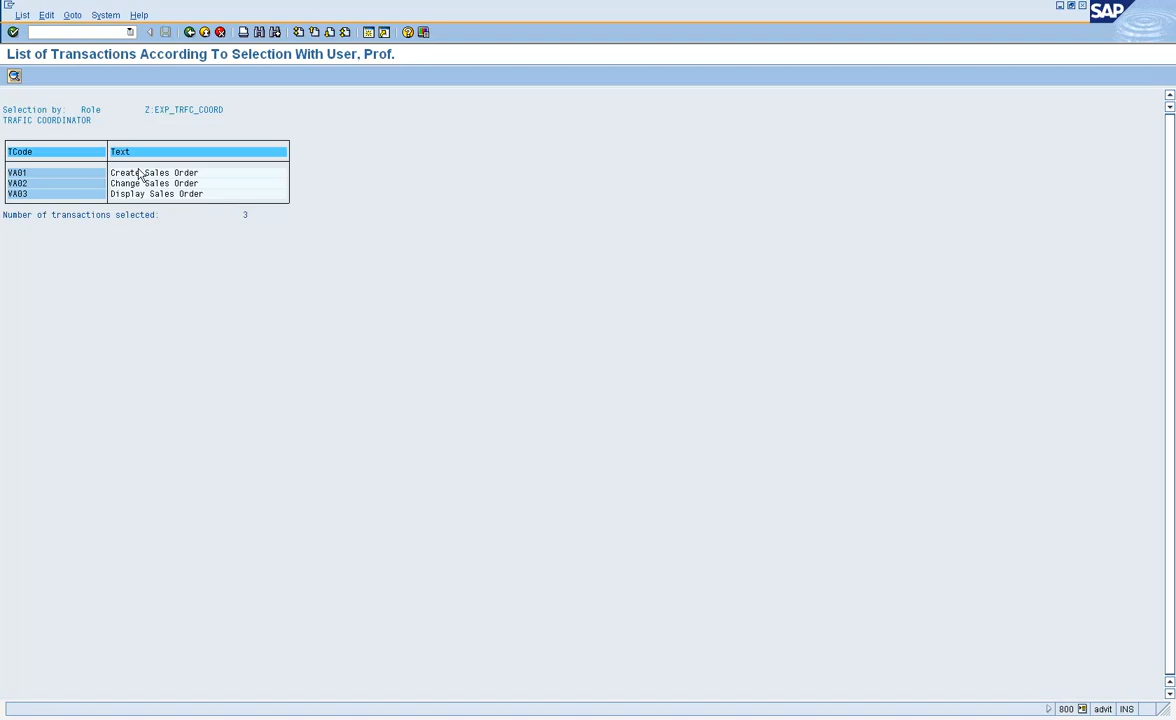 List Edit Goto System Help
SAP
List of Transactions According To Selection With User, Prof.
Selection by: Role Z:EXP_TRFC_COORD
TRAFIC COORDINATOR
TCode Text
VA01 Create Sales Order
VA02 Change Sales Order
VA03 Display Sales Order
Number of transactions selected: 3
800 advit INS